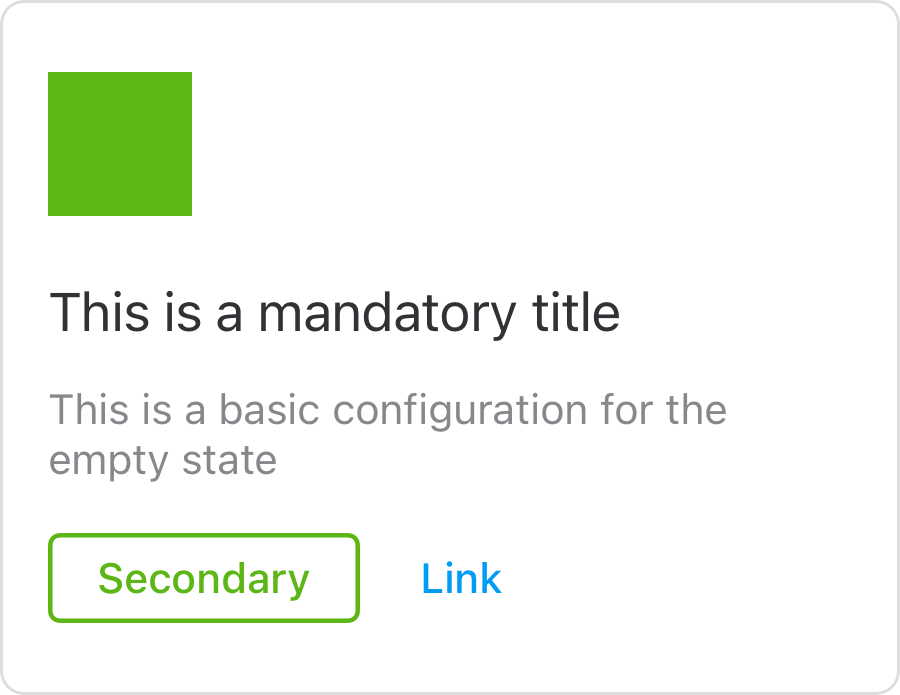 This is a mandatory title
This is a basic configuration for the
empty state
Secondary
Link